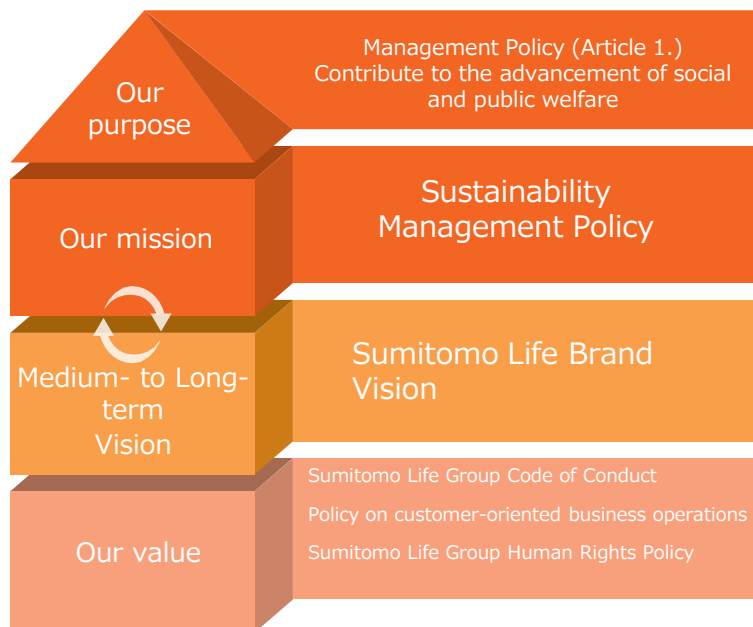 Our
purpose
Management Policy (Article 1.)
Contribute to the advancement of social
and public welfare
Our mission
Sustainability
Management Policy
Medium- to Long-
term
Vision
Sumitomo Life Brand
Vision
Our value
Sumitomo Life Group Code of Conduct
Policy on customer-oriented business operations
Sumitomo Life Group Human Rights Policy